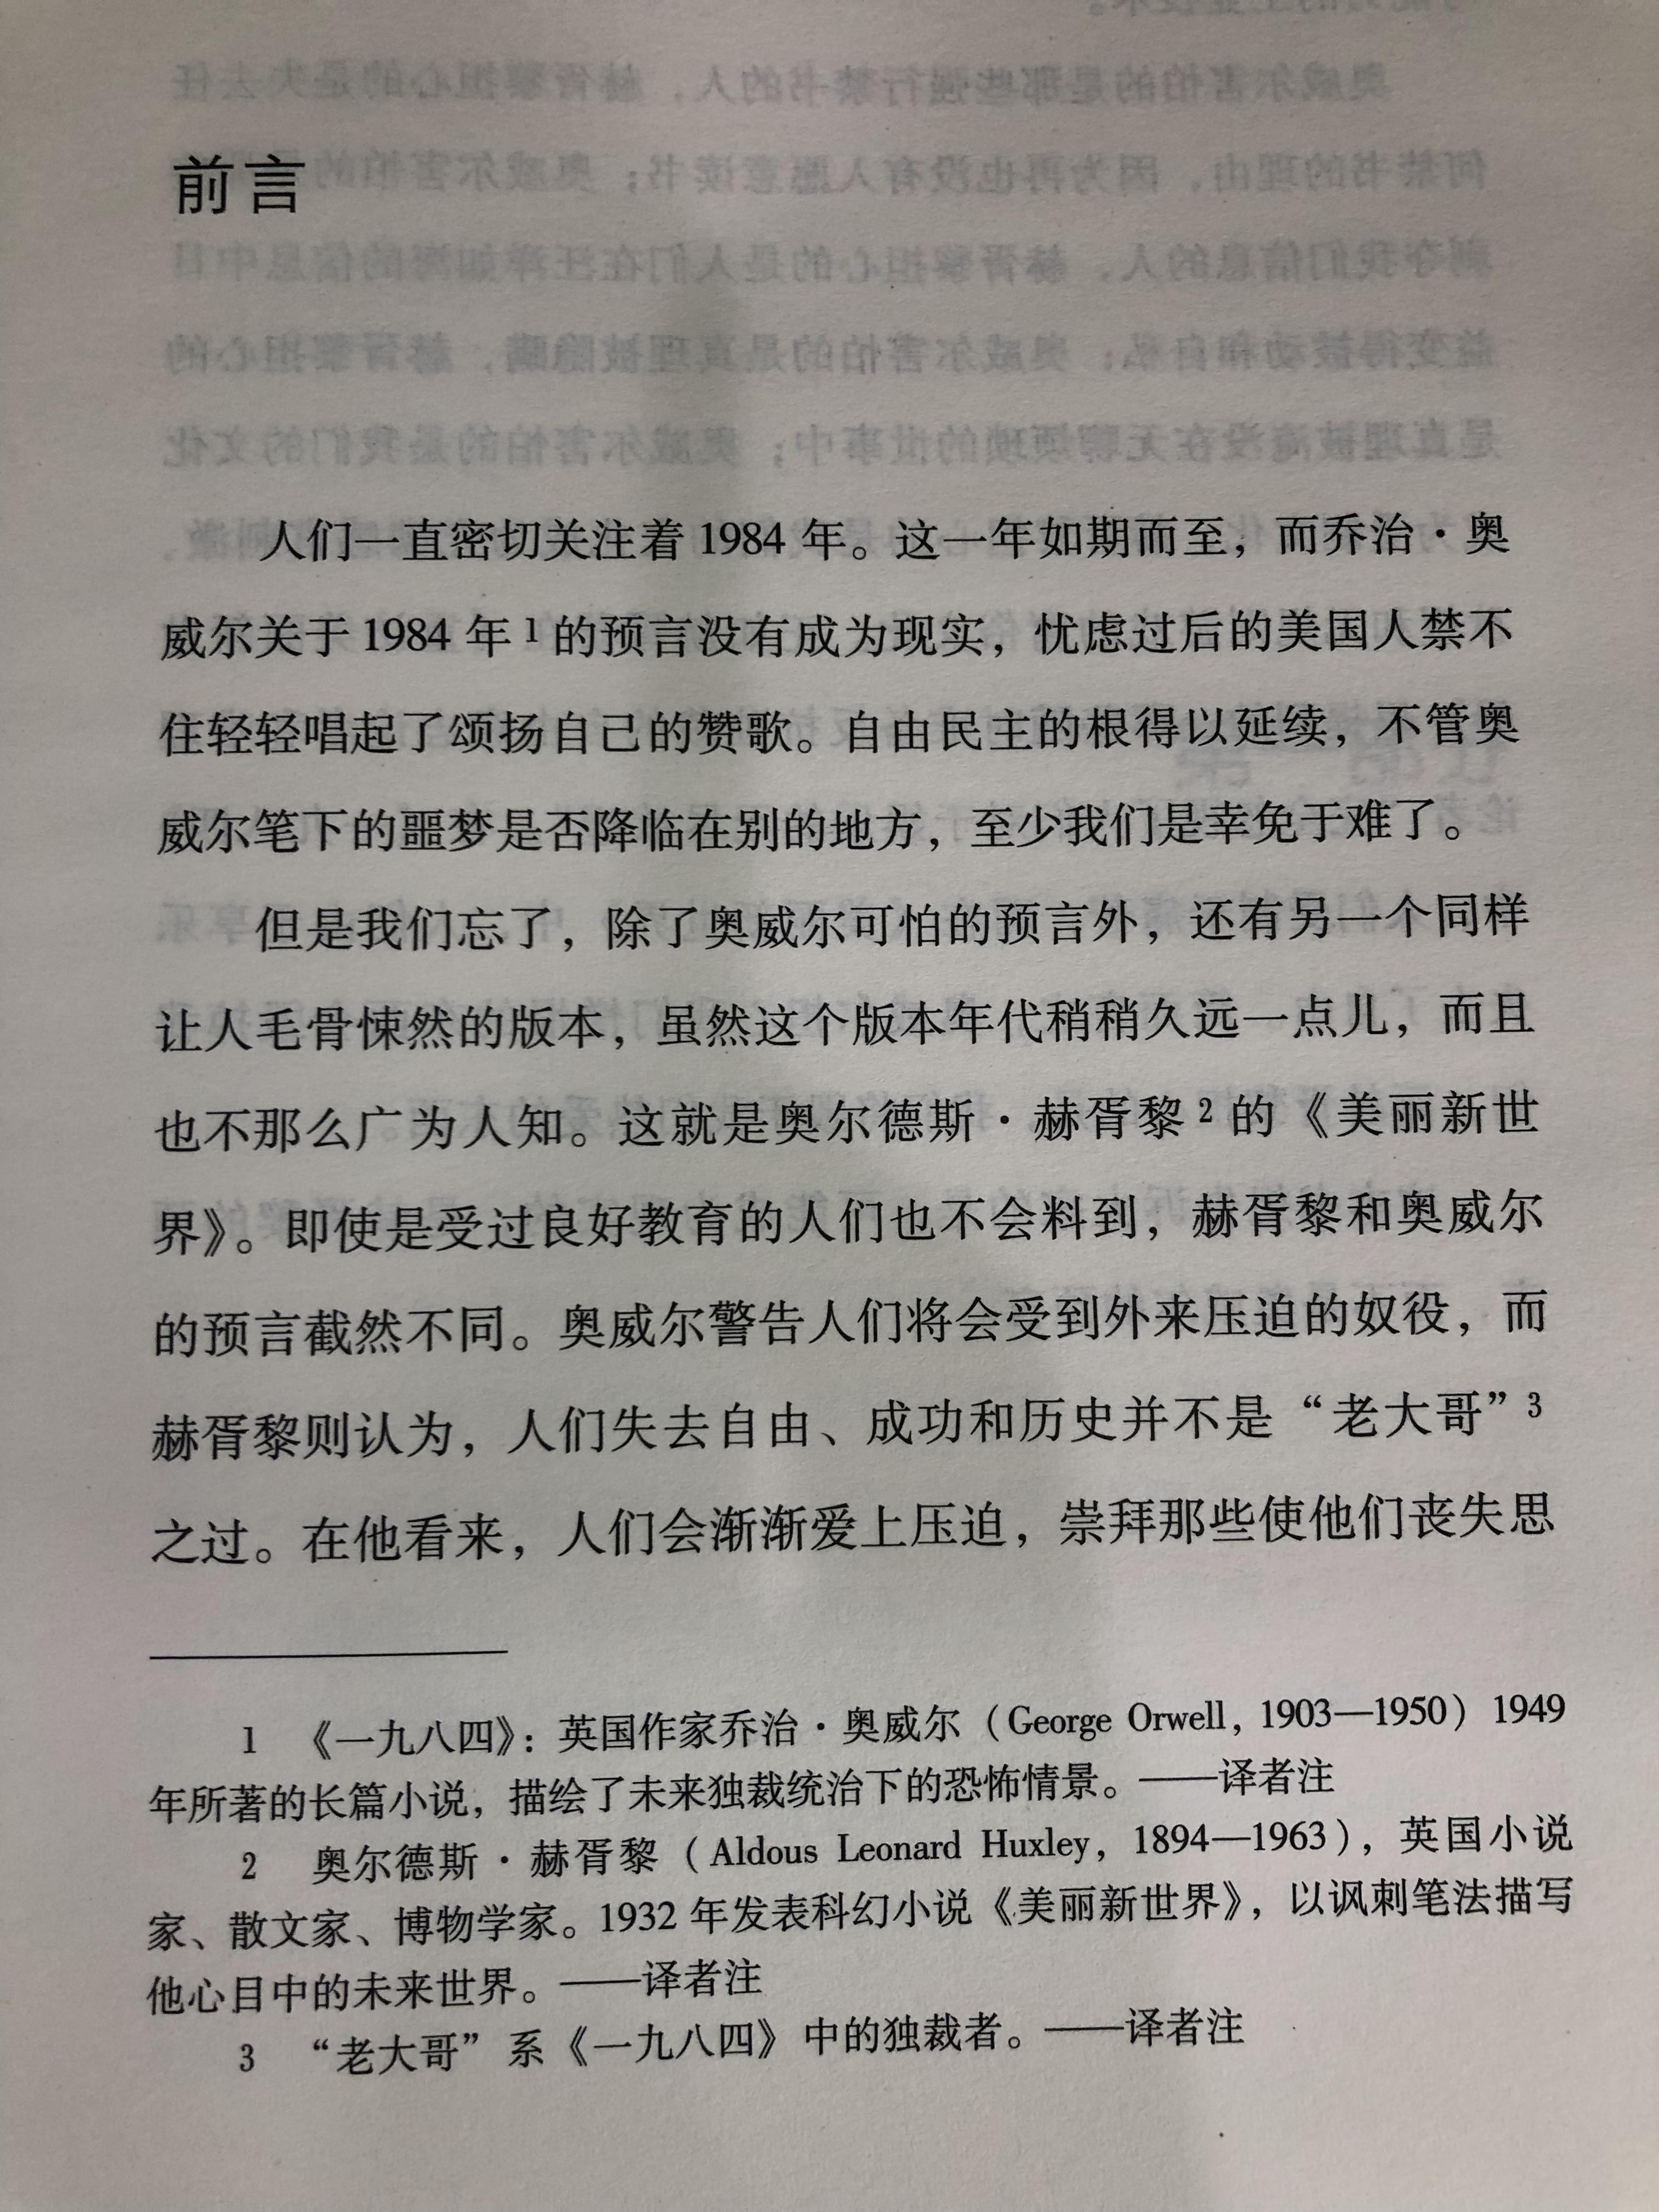 前言
人们一直密切关注着 1984 年。这一年如期而至，而乔治·奥
威尔关于 1984 年 1 的预言没有成为现实，忧虑过后的美国人禁不
住轻轻唱起了颂扬自己的赞歌。自由民主的根得以延续，不管奥
威尔笔下的噩梦是否降临在别的地方，至少我们是幸免于难了。
但是我们忘了，除了奥威尔可怕的预言外，还有另一个同样
让人毛骨悚然的版本，虽然这个版本年代稍稍久远一点儿，而且
也不那么广为人知。这就是奥尔德斯·赫胥黎 2 的《美丽新世
界》。即使是受过良好教育的人们也不会料到，赫胥黎和奥威尔
的预言截然不同。奥威尔警告人们将会受到外来压迫的奴役，而
赫胥黎则认为，人们失去自由、成功和历史并不是“老大哥”3
之过。在他看来，人们会渐渐爱上压迫，崇拜那些使他们丧失思
1 《一九八四》：英国作家乔治·奥威尔（George Orwell, 1903—1950）1949
年所著的长篇小说，描绘了未来独裁统治下的恐怖情景。——译者注
2 奥尔德斯·赫胥黎（Aldous Leonard Huxley, 1894—1963），英国小说
家、散文家、博物学家。1932 年发表科幻小说《美丽新世界》，以讽刺笔法描写
他心目中的未来世界。——译者注
3 “老大哥”系《一九八四》中的独裁者。——译者注